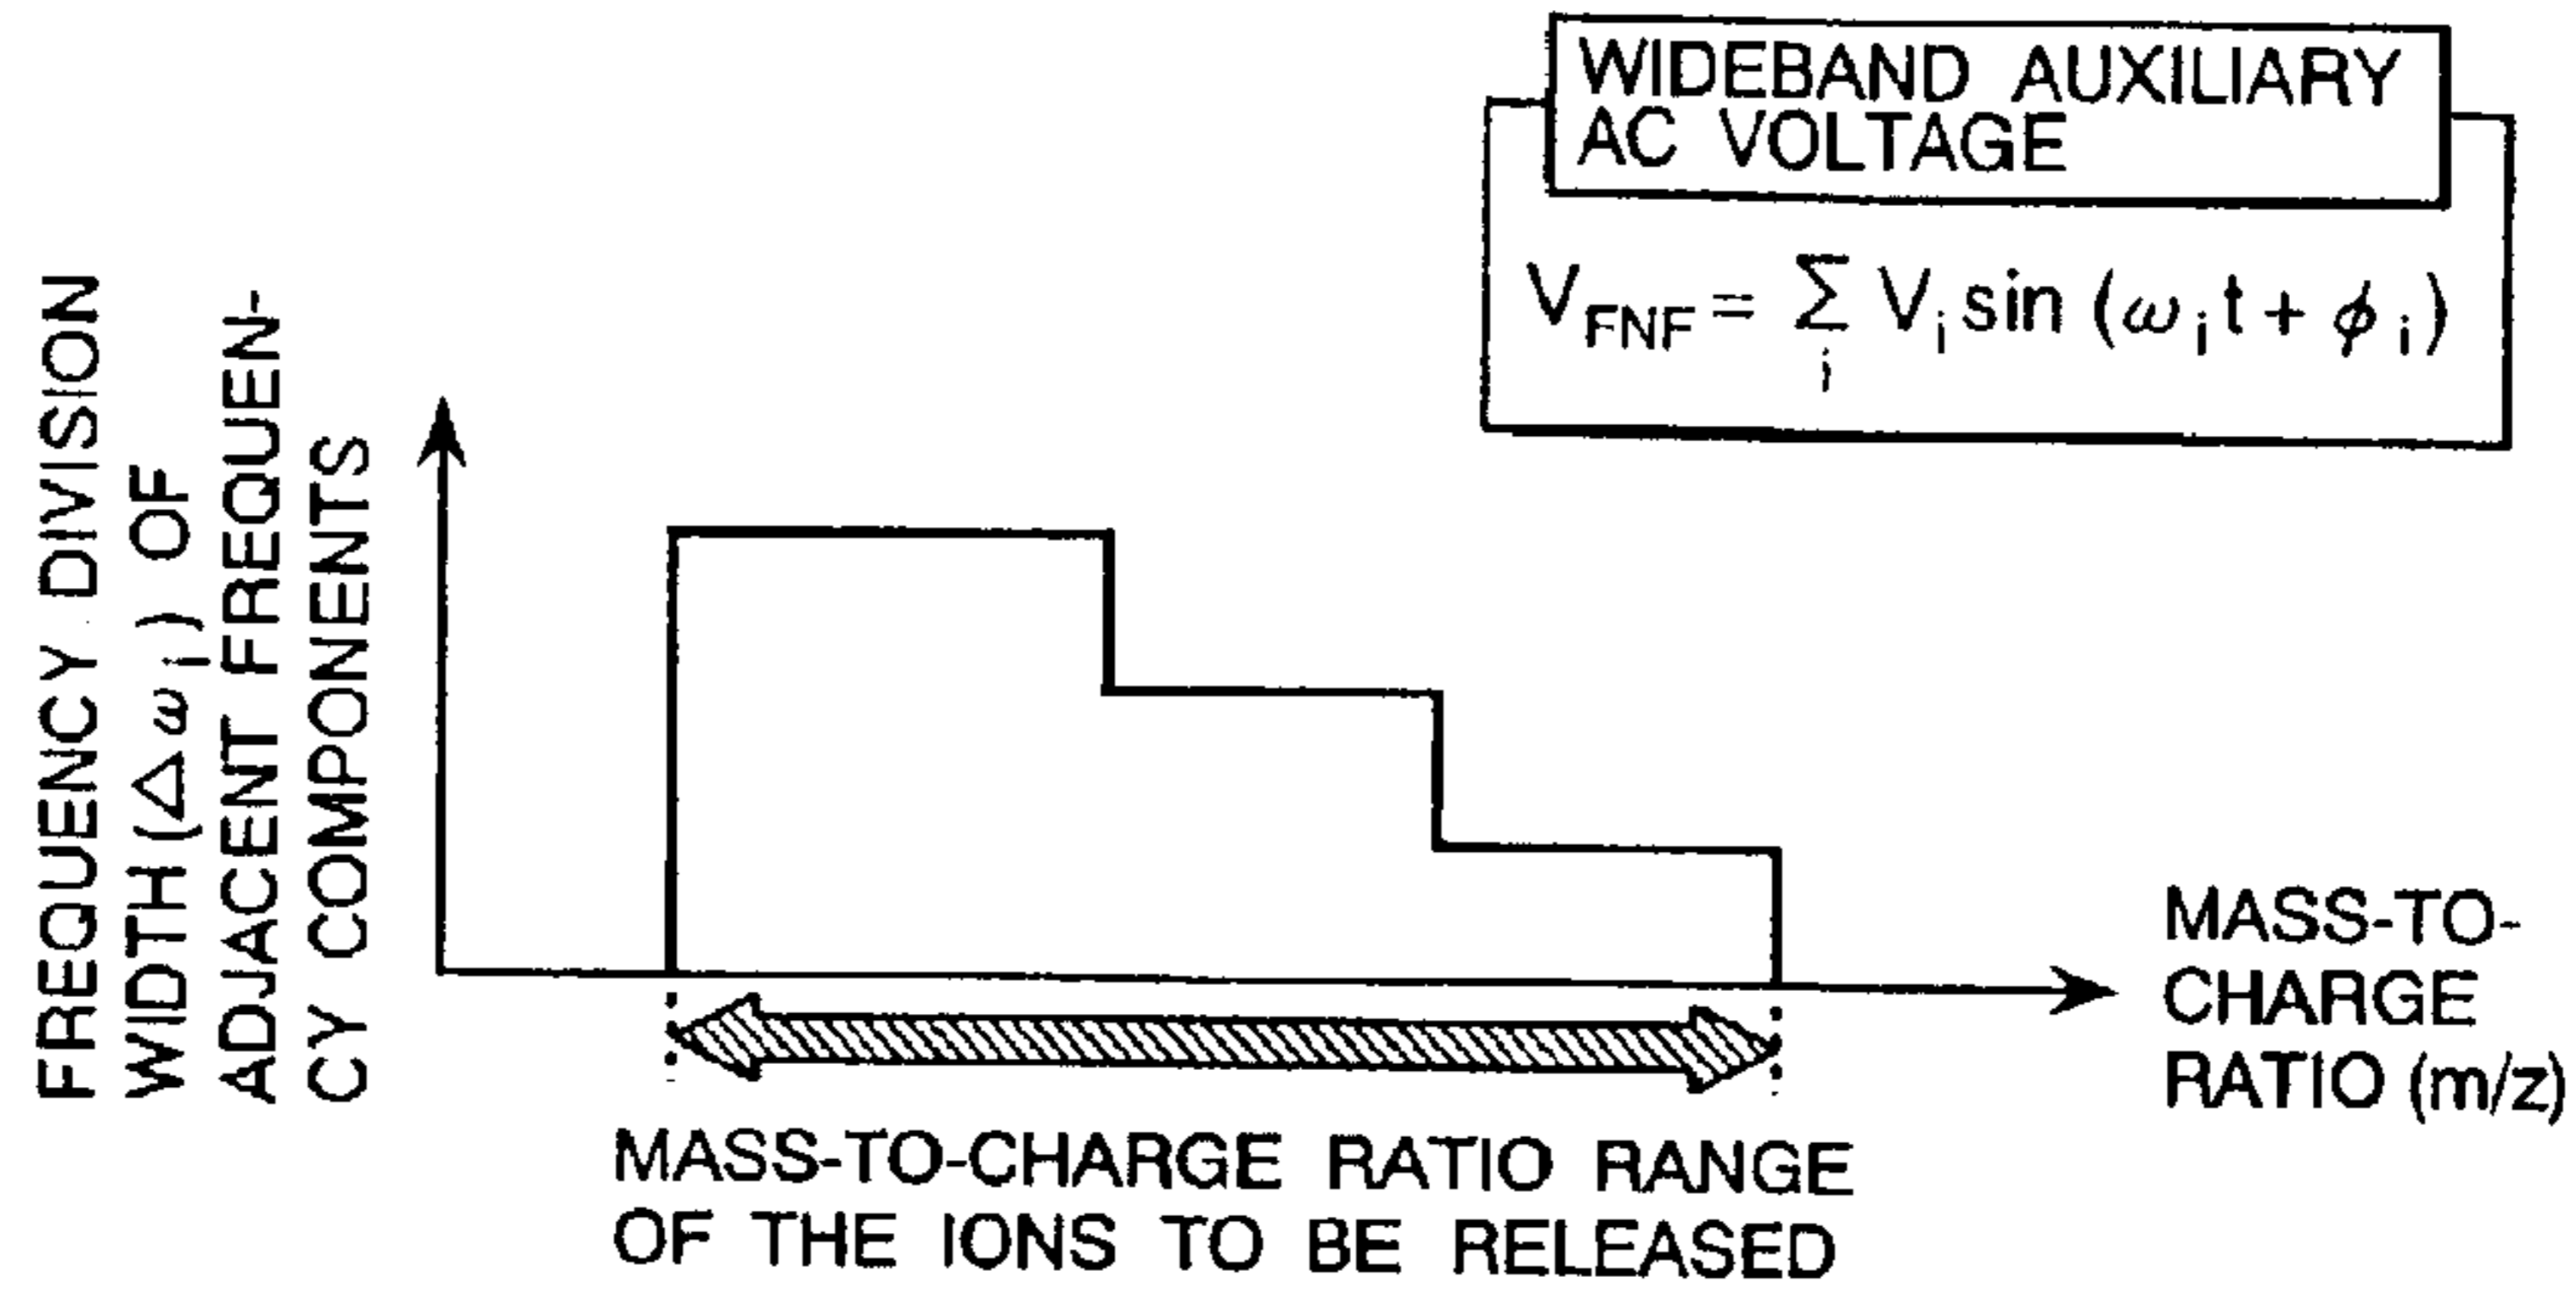 WIDEBAND AUXILIARY
AC VOLTAGE
V_FNF = Σ_i V_i sin (ω_i t + φ_i)
FREQUENCY DIVISION
WIDTH (Δω_i) OF
ADJACENT FREQUEN-
CY COMPONENTS
MASS-TO-
CHARGE
RATIO (m/z)
MASS-TO-CHARGE RATIO RANGE
OF THE IONS TO BE RELEASED